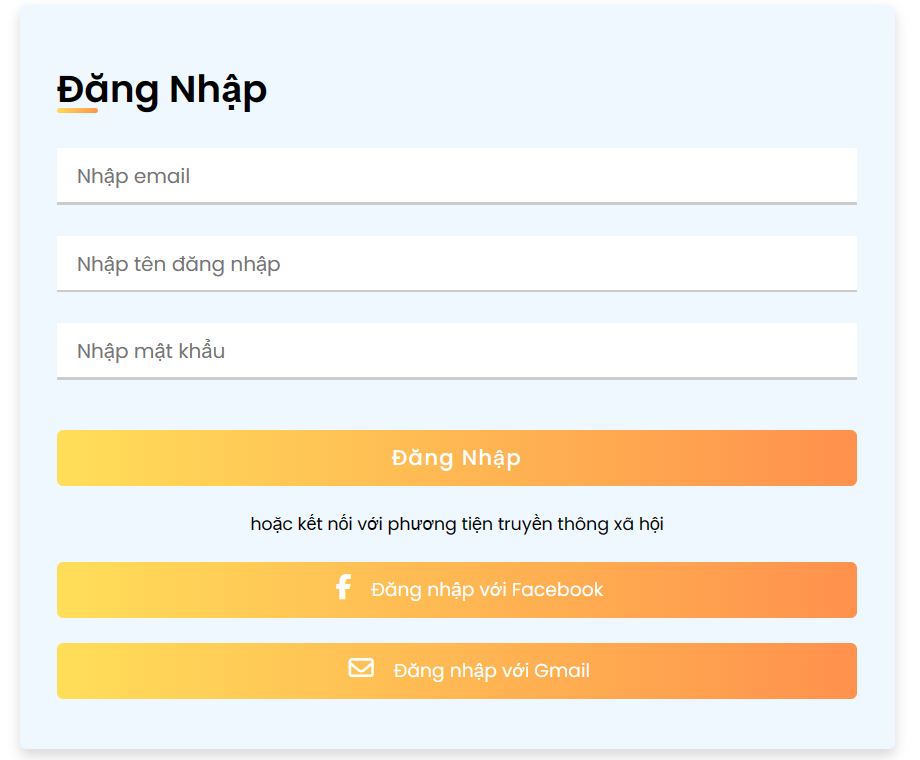 Đăng Nhập
Nhập email
Nhập tên đăng nhập
Nhập mật khẩu
Đăng Nhập
hoặc kết nối với phương tiện truyền thông xã hội
Đăng nhập với Facebook
Đăng nhập với Gmail